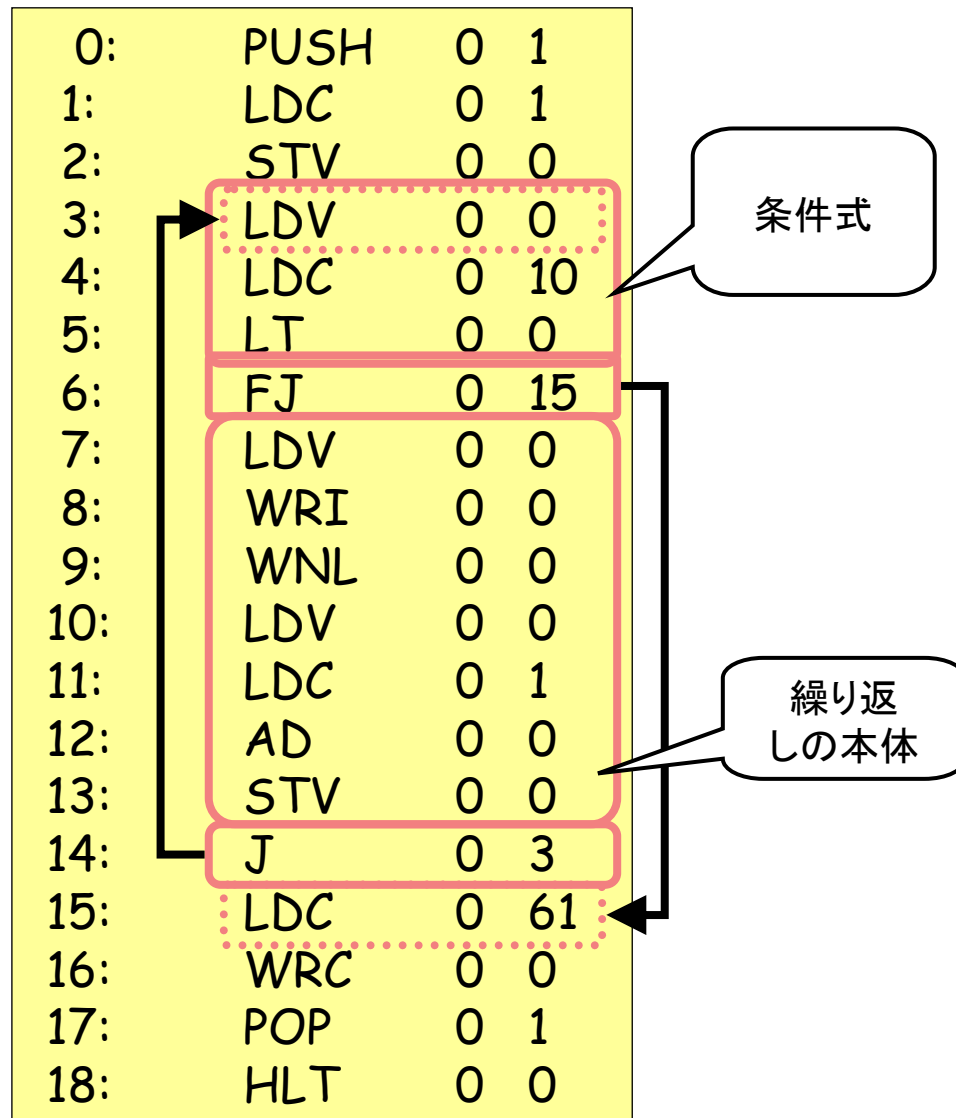 0: PUSH 0 1
1: LDC 0 1
2: STV 0 0
3: LDV 0 0
4: LDC 0 10
5: LT 0 0
6: FJ 0 15
7: LDV 0 0
8: WRI 0 0
9: WNL 0 0
10: LDV 0 0
11: LDC 0 1
12: AD 0 0
13: STV 0 0
14: J 0 3
15: LDC 0 61
16: WRC 0 0
17: POP 0 1
18: HLT 0 0
条件式
繰り返
しの本体